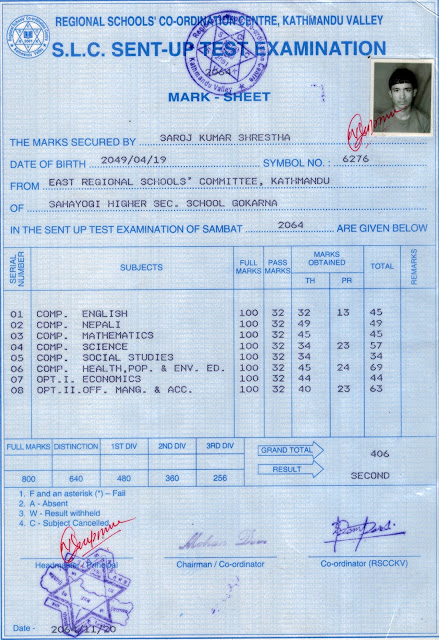 REGIONAL SCHOOLS' CO-ORDINATION CENTRE, KATHMANDU VALLEY
S.L.C. SENT-UP TEST EXAMINATION
2064
MARK - SHEET
THE MARKS SECURED BY SAROJ KUMAR SHRESTHA
DATE OF BIRTH 2049/04/19 SYMBOL NO. : 6276
FROM EAST REGIONAL SCHOOLS' COMMITTEE, KATHMANDU
OF SAHAYOGI HIGHER SEC. SCHOOL GOKARNA
IN THE SENT UP TEST EXAMINATION OF SAMBAT 2064 ARE GIVEN BELOW
SERIAL NUMBER SUBJECTS FULL MARKS PASS MARKS MARKS OBTAINED TOTAL REMARKS
TH PR
01 COMP. ENGLISH 100 32 32 13 45
02 COMP. NEPALI 100 32 49 49
03 COMP. MATHEMATICS 100 32 45 45
04 COMP. SCIENCE 100 32 34 23 57
05 COMP. SOCIAL STUDIES 100 32 34 34
06 COMP. HEALTH,POP. & ENV. ED. 100 32 45 24 69
07 OPT.I. ECONOMICS 100 32 44 44
08 OPT.II.OFF. MANG. & ACC. 100 32 40 23 63
FULL MARKS DISTINCTION 1ST DIV 2ND DIV 3RD DIV GRAND TOTAL 406
800 640 480 360 256 RESULT SECOND
1. F and an asterisk (*) – Fail
2. A - Absent
3. W - Result withheld
4. C - Subject Cancelled
Headmaster / Principal Chairman / Co-ordinator Co-ordinator (RSCCKV)
Date - 2064/11/20